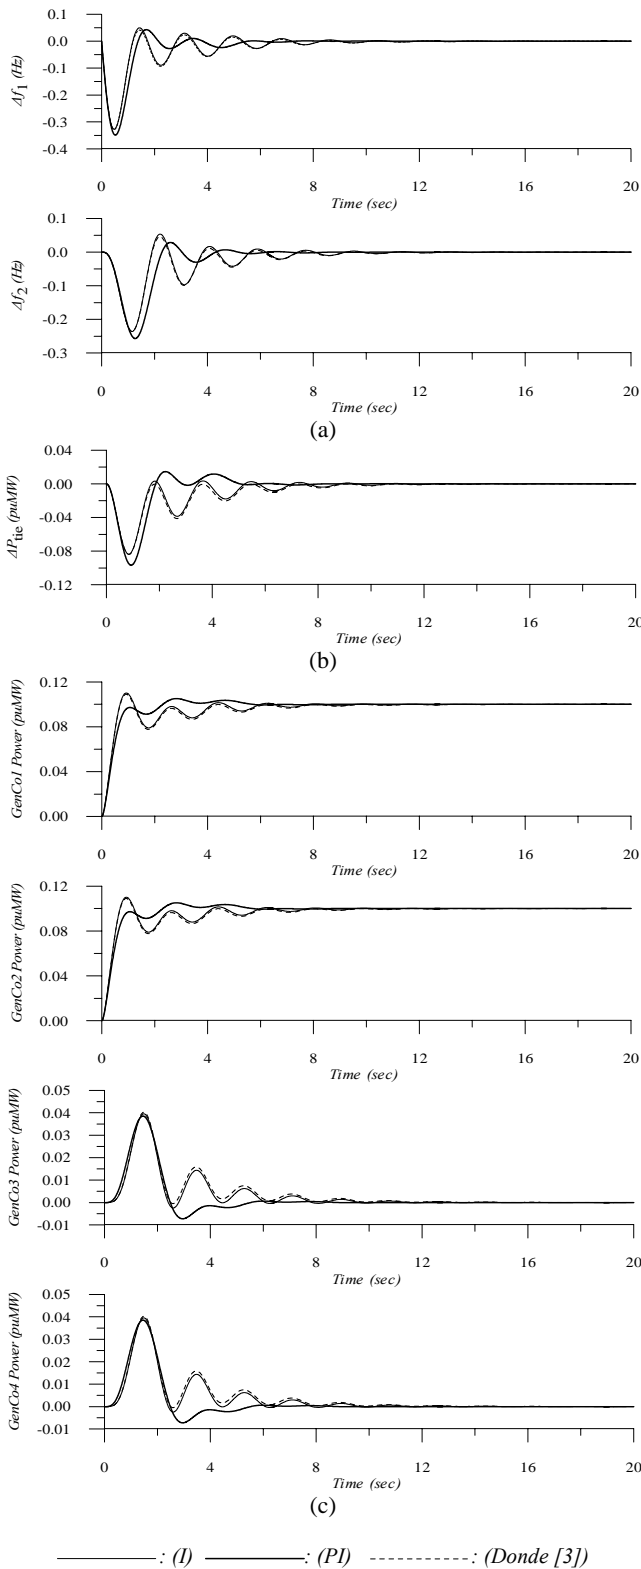 0.1
0.0
-0.1
-0.2
-0.3
-0.4
Δf1 (Hz)
0 4 8 12 16 20
Time (sec)
0.1
0.0
-0.1
-0.2
-0.3
Δf2 (Hz)
0 4 8 12 16 20
Time (sec)
(a)
0.04
0.00
-0.04
-0.08
-0.12
ΔPtie (puMW)
0 4 8 12 16 20
Time (sec)
(b)
0.12
0.08
0.04
0.00
GenCo1 Power (puMW)
0 4 8 12 16 20
Time (sec)
0.12
0.08
0.04
0.00
GenCo2 Power (puMW)
0 4 8 12 16 20
Time (sec)
0.05
0.04
0.03
0.02
0.01
0.00
-0.01
GenCo3 Power (puMW)
0 4 8 12 16 20
Time (sec)
0.05
0.04
0.03
0.02
0.01
0.00
-0.01
GenCo4 Power (puMW)
0 4 8 12 16 20
Time (sec)
(c)
: (I) : (PI) : (Donde [3])